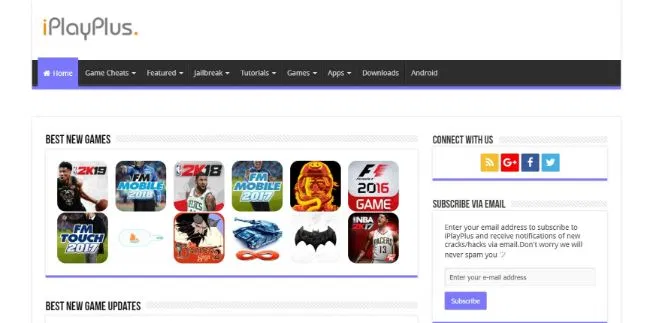 iPlayPlus.
Home Game Cheats Featured Jailbreak Tutorials Games Apps Downloads Android
BEST NEW GAMES
2K19 FM MOBILE 2018 2K18 FM MOBILE 2017 F1 2016 GAME
FM TOUCH 2017 NBA 2K17
BEST NEW GAME UPDATES
CONNECT WITH US
SUBSCRIBE VIA EMAIL
Enter your email address to subscribe to
iPlayPlus and receive notifications of new
cracks/hacks via email.Don't worry we will
never spam you
Enter your e-mail address
Subscribe